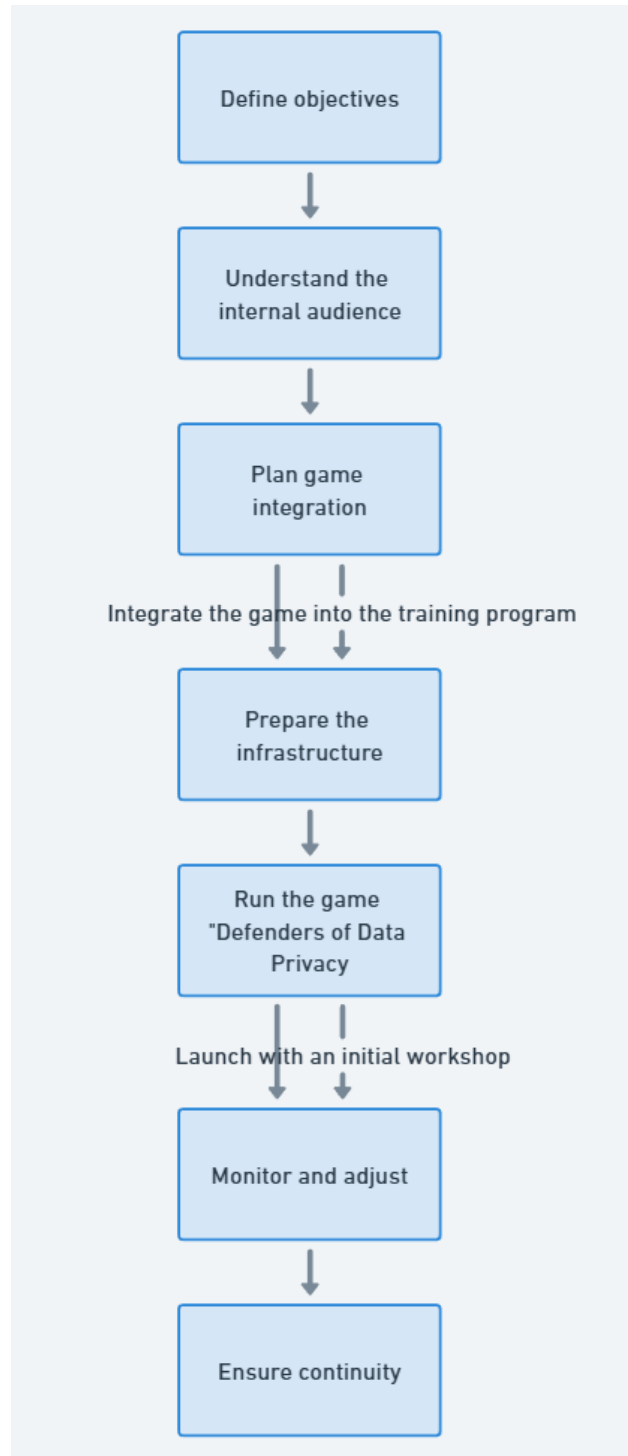 Define objectives
Understand the
internal audience
Plan game
integration
Integrate the game into the training program
Prepare the
infrastructure
Run the game
"Defenders of Data
Privacy
Launch with an initial workshop
Monitor and adjust
Ensure continuity